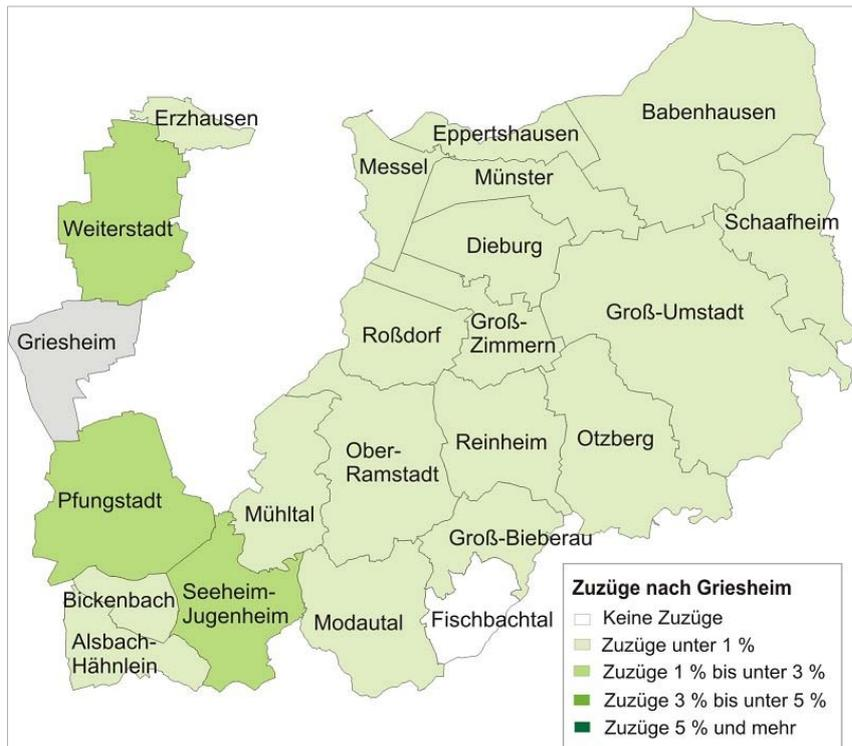 Erzhausen
Babenhausen
Eppertshausen
Messel
Münster
Weiterstadt
Schaafheim
Dieburg
Groß-Umstadt
Griesheim
Roßdorf
Groß-
Zimmern
Ober-
Ramstadt
Reinheim
Otzberg
Pfungstadt
Mühltal
Groß-Bieberau
Bickenbach
Seeheim-
Jugenheim
Modautal
Fischbachtal
Alsbach-
Hähnlein
Zuzüge nach Griesheim
Keine Zuzüge
Zuzüge unter 1 %
Zuzüge 1 % bis unter 3 %
Zuzüge 3 % bis unter 5 %
Zuzüge 5 % und mehr